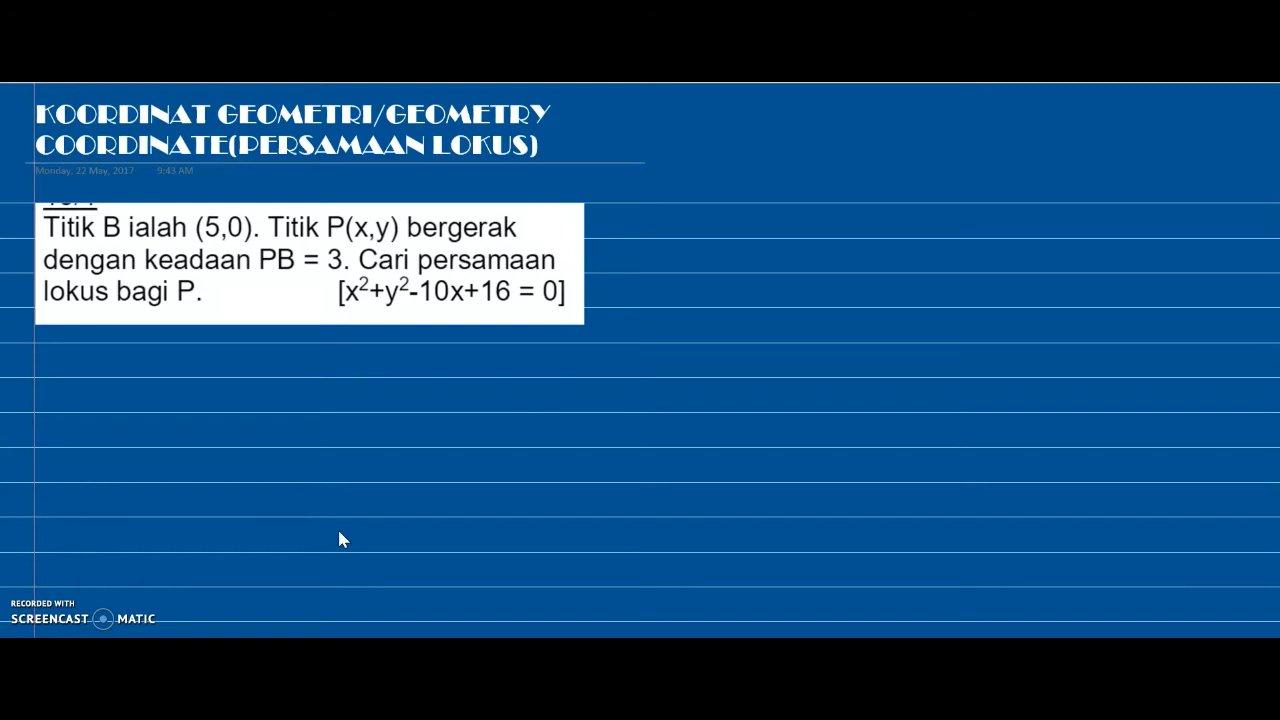 KOORDINAT GEOMETRI/GEOMETRY
COORDINATE(PERSAMAAN LOKUS)
Monday, 22 May, 2017 9:43 AM
Titik B ialah (5,0). Titik P(x,y) bergerak
dengan keadaan PB = 3. Cari persamaan
lokus bagi P. [x²+y²-10x+16 = 0]
RECORDED WITH
SCREENCAST MATIC